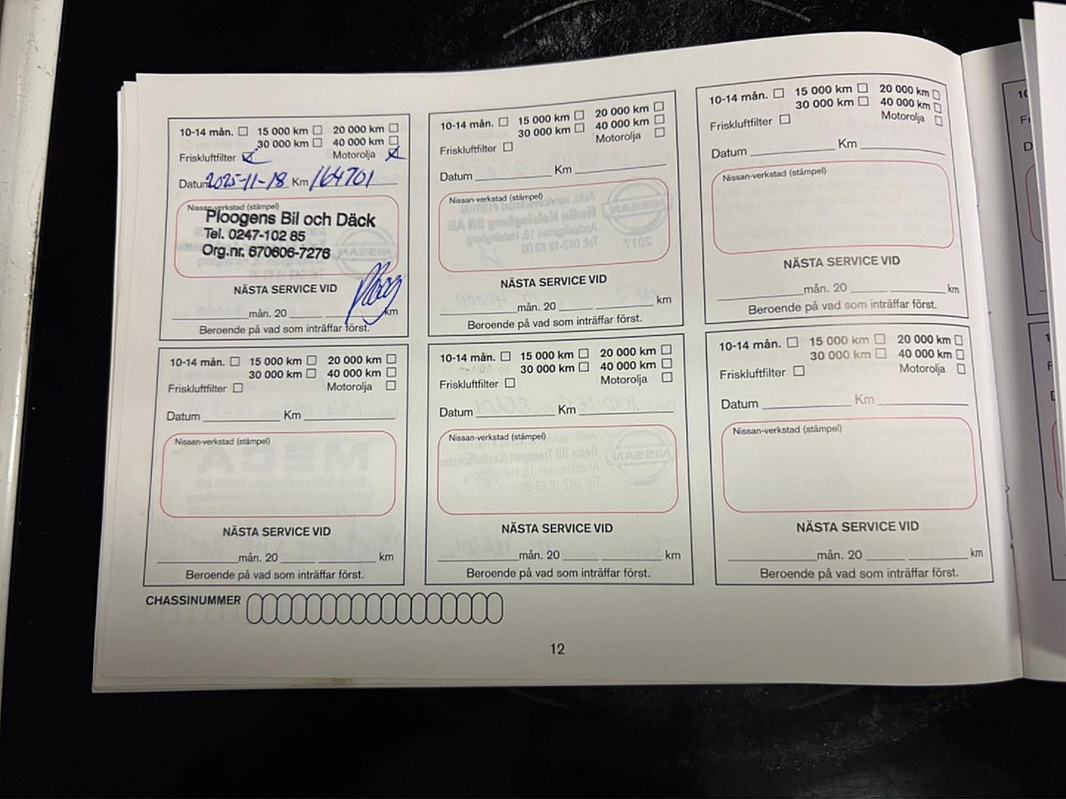 10-14 mån. 15 000 km 20 000 km
30 000 km 40 000 km
Friskluftfilter Motorolja
Datum 2025-11-18 Km 164701
Nissan-verkstad (stämpel)
Ploogens Bil och Däck
Tel. 0247-102 85
Org.nr. 670606-7276
NÄSTA SERVICE VID
mån. 20 km
Beroende på vad som inträffar först.
10-14 mån. 15 000 km 20 000 km
30 000 km 40 000 km
Friskluftfilter Motorolja
Datum Km
Nissan-verkstad (stämpel)
NÄSTA SERVICE VID
mån. 20 km
Beroende på vad som inträffar först.
10-14 mån. 15 000 km 20 000 km
30 000 km 40 000 km
Friskluftfilter Motorolja
Datum Km
Nissan-verkstad (stämpel)
NÄSTA SERVICE VID
mån. 20 km
Beroende på vad som inträffar först.
10-14 mån. 15 000 km 20 000 km
30 000 km 40 000 km
Friskluftfilter Motorolja
Datum Km
Nissan-verkstad (stämpel)
NÄSTA SERVICE VID
mån. 20 km
Beroende på vad som inträffar först.
10-14 mån. 15 000 km 20 000 km
30 000 km 40 000 km
Friskluftfilter Motorolja
Datum Km
Nissan-verkstad (stämpel)
NÄSTA SERVICE VID
mån. 20 km
Beroende på vad som inträffar först.
10-14 mån. 15 000 km 20 000 km
30 000 km 40 000 km
Friskluftfilter Motorolja
Datum Km
Nissan-verkstad (stämpel)
NÄSTA SERVICE VID
mån. 20 km
Beroende på vad som inträffar först.
CHASSINUMMER
12